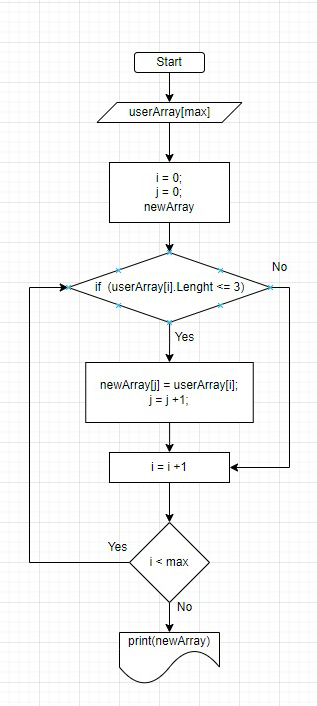 Start
userArray[max]
i = 0;
j = 0;
newArray
No
if (userArray[i].Lenght <= 3)
Yes
newArray[j] = userArray[i];
j = j +1;
i = i +1
Yes
i < max
No
print(newArray)